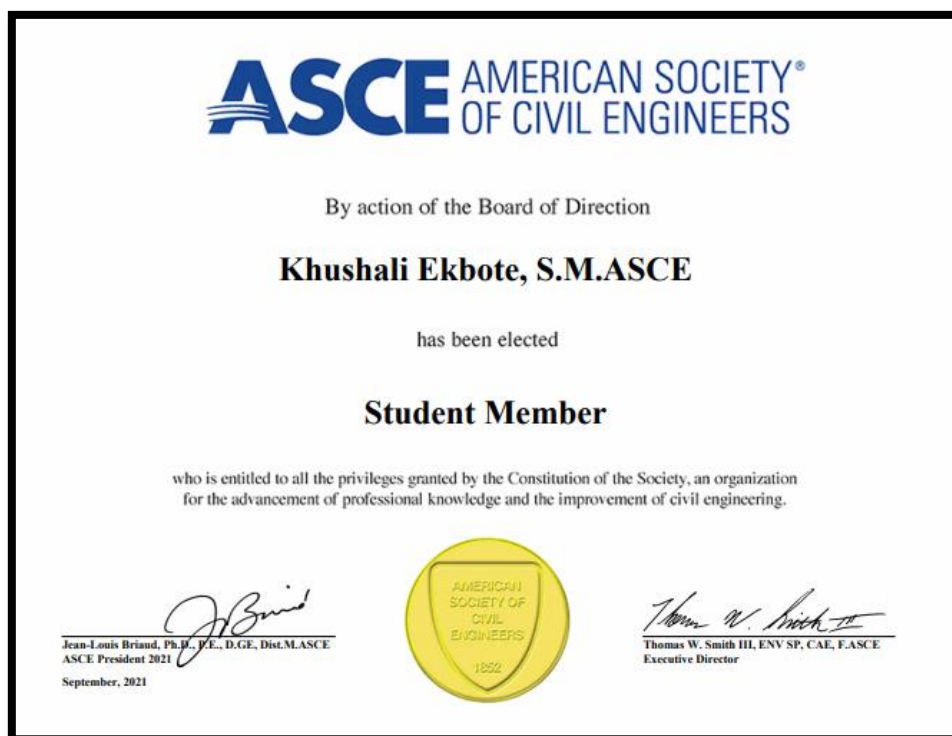 ASCE AMERICAN SOCIETY®
OF CIVIL ENGINEERS
By action of the Board of Direction
Khushali Ekbote, S.M.ASCE
has been elected
Student Member
who is entitled to all the privileges granted by the Constitution of the Society, an organization
for the advancement of professional knowledge and the improvement of civil engineering.
J Briaud
Jean-Louis Briaud, Ph.D., P.E., D.GE, Dist.M.ASCE
ASCE President 2021
September, 2021
AMERICAN
SOCIETY OF
CIVIL
ENGINEERS
1852
Thomas W. Smith III
Thomas W. Smith III, ENV SP, CAE, F.ASCE
Executive Director